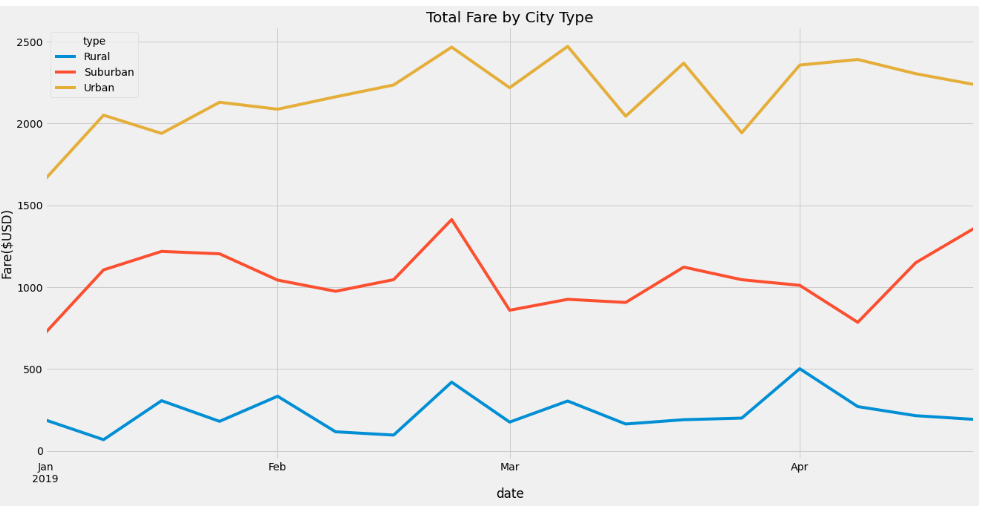 Total Fare by City Type
type
Rural
Suburban
Urban
2500
2000
1500
1000
500
0
Fare($USD)
Jan
2019
Feb
Mar
Apr
date